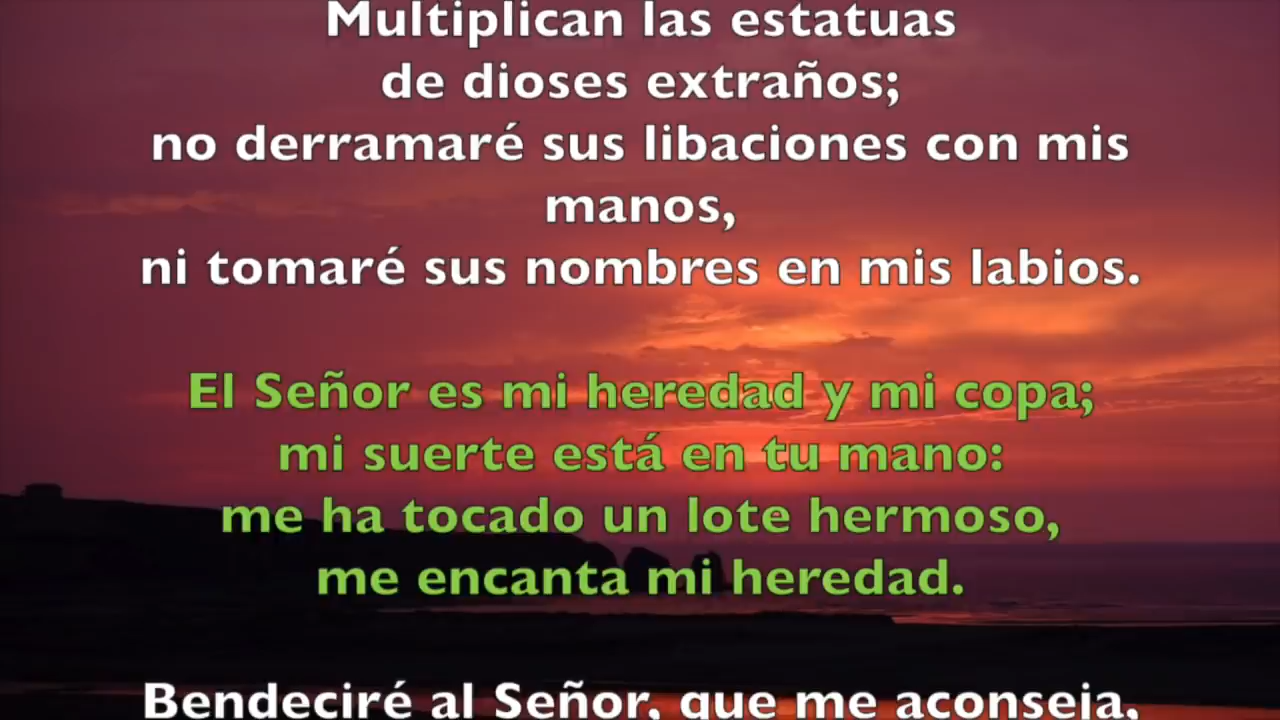 Multiplican las estatuas
de dioses extraños;
no derramaré sus libaciones con mis
manos,
ni tomaré sus nombres en mis labios.
El Señor es mi heredad y mi copa;
mi suerte está en tu mano:
me ha tocado un lote hermoso,
me encanta mi heredad.
Bendeciré al Señor, que me aconseja,